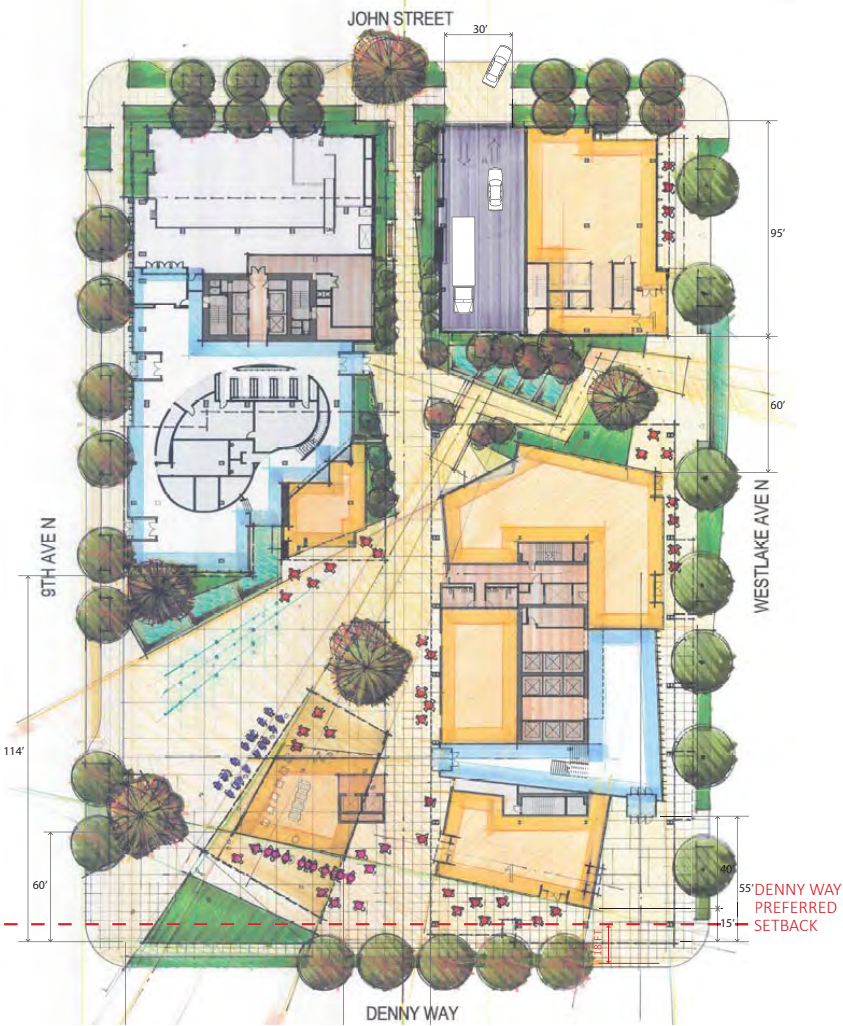 JOHN STREET
30'
95'
60'
9TH AVE N
WESTLAKE AVE N
114'
60'
40'
55'
DENNY WAY
PREFERRED
SETBACK
15'
18 FT
DENNY WAY